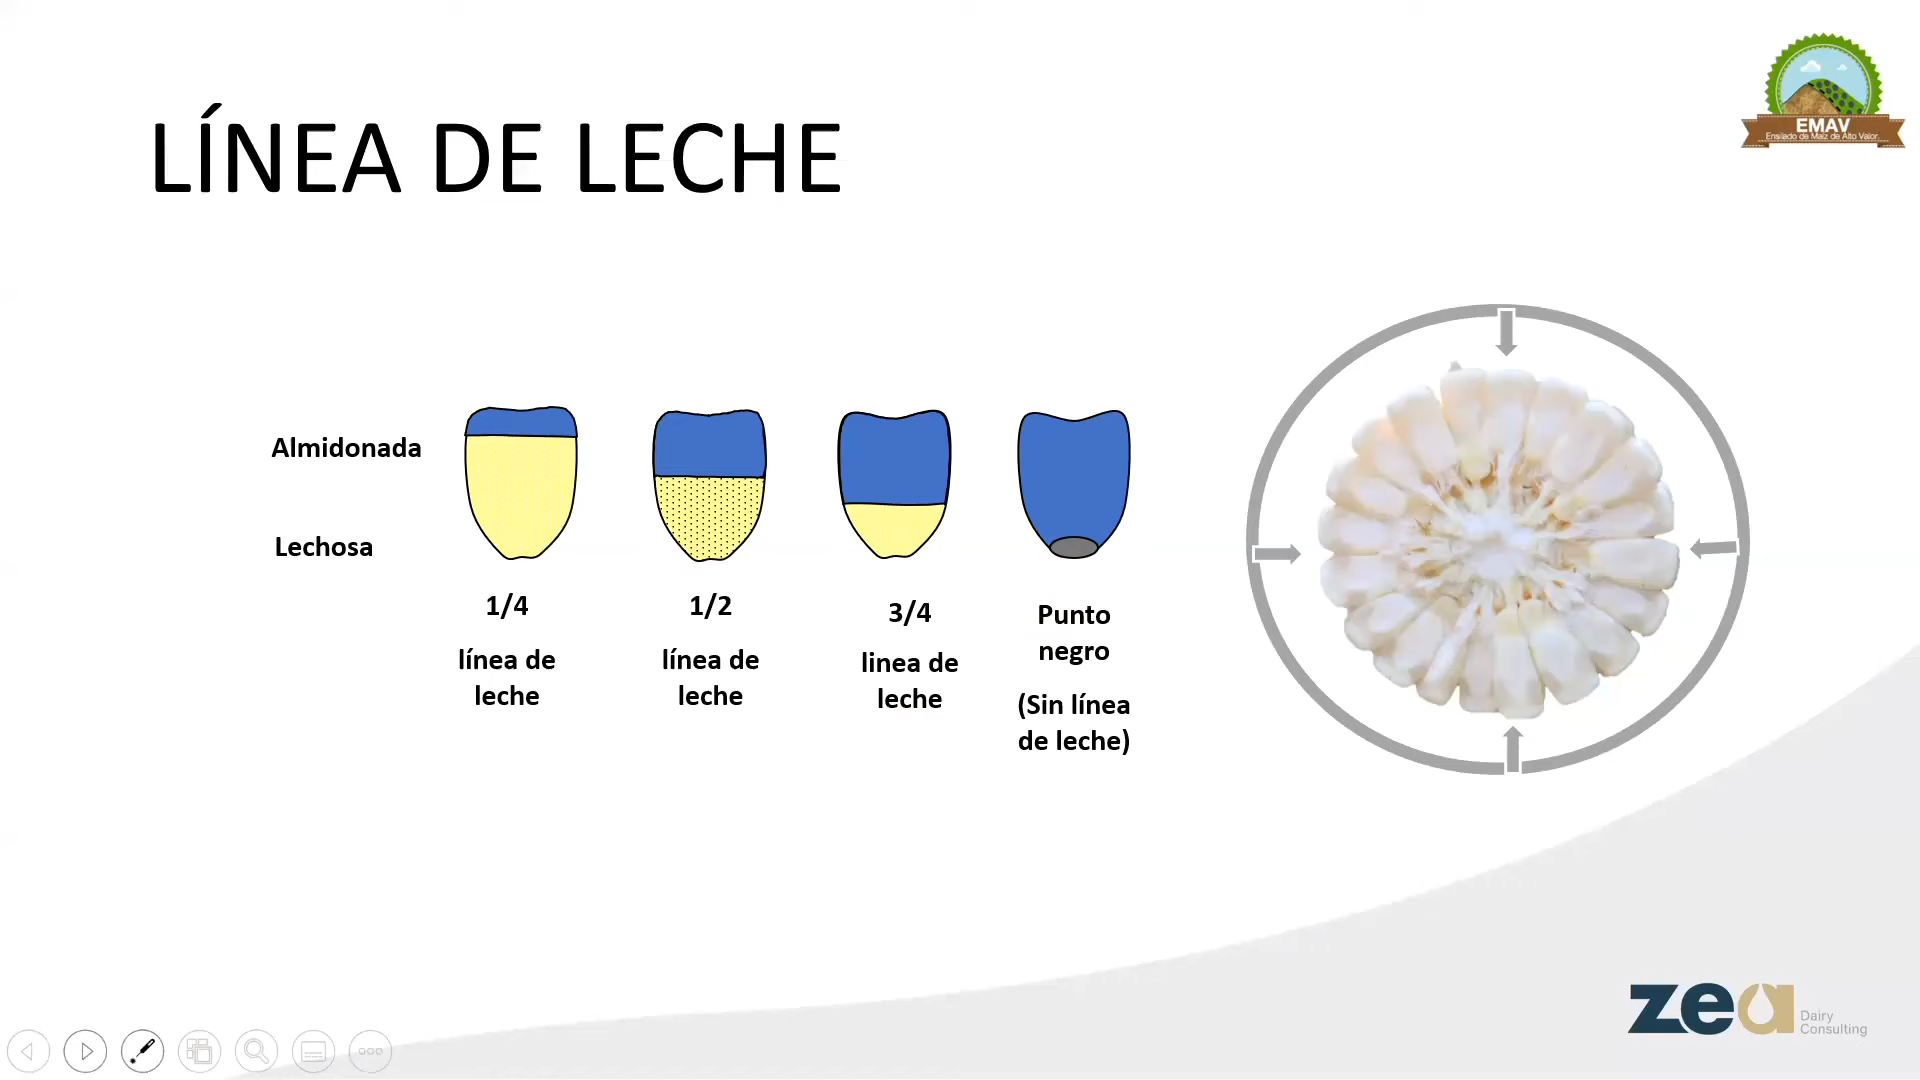 LÍNEA DE LECHE
EMAV
Ensilado de Maíz de Alto Valor
Almidonada
Lechosa
1/4
línea de
leche
1/2
línea de
leche
3/4
linea de
leche
Punto
negro
(Sin línea
de leche)
zea
Dairy
Consulting